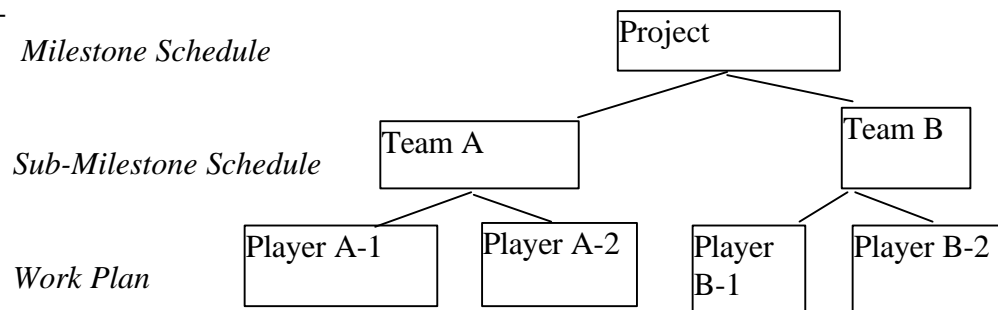 Milestone Schedule
Project
Sub-Milestone Schedule
Team A
Team B
Work Plan
Player A-1
Player A-2
Player
B-1
Player B-2